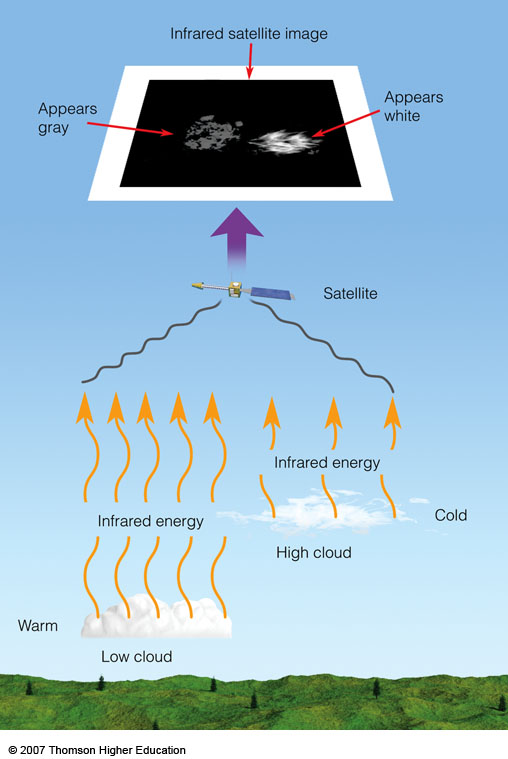 Infrared satellite image
Appears
gray
Appears
white
Satellite
Infrared energy
Infrared energy
Cold
High cloud
Warm
Low cloud
© 2007 Thomson Higher Education